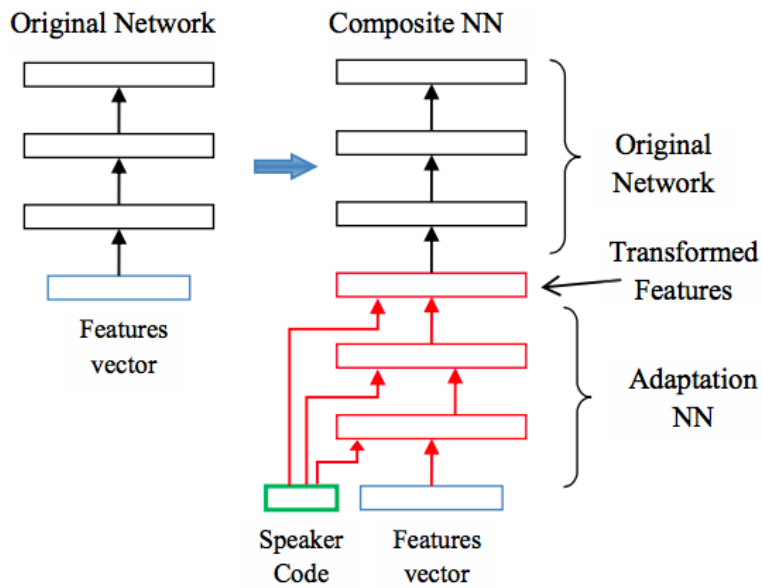 Original Network
Composite NN
Original
Network
Transformed
Features
Features
vector
Adaptation
NN
Speaker
Code
Features
vector